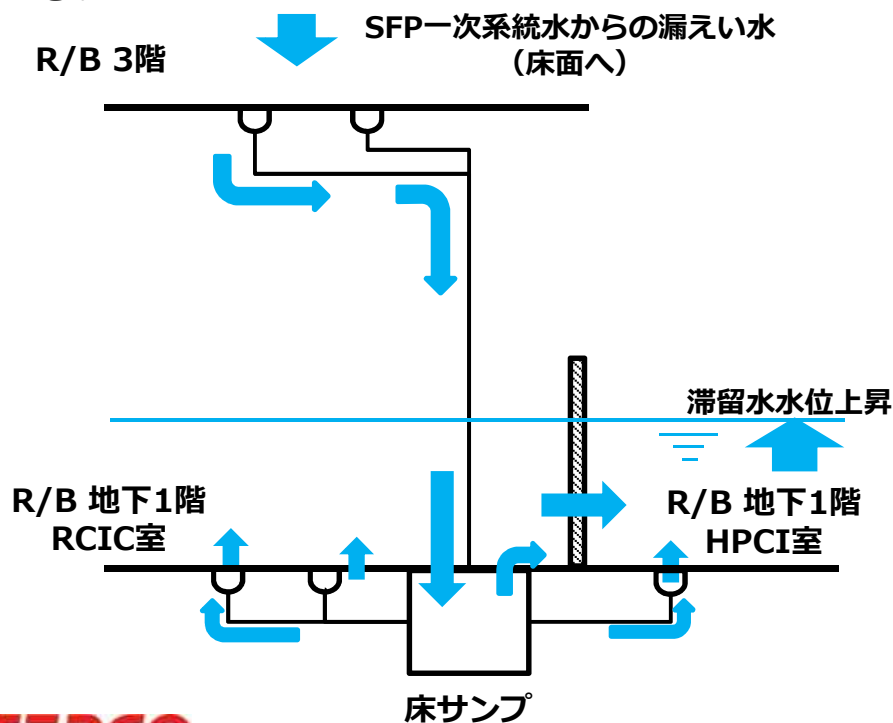 SFP一次系統水からの漏えい水
（床面へ）
R/B 3階
滞留水水位上昇
R/B 地下1階
RCIC室
R/B 地下1階
HPCI室
床サンプ